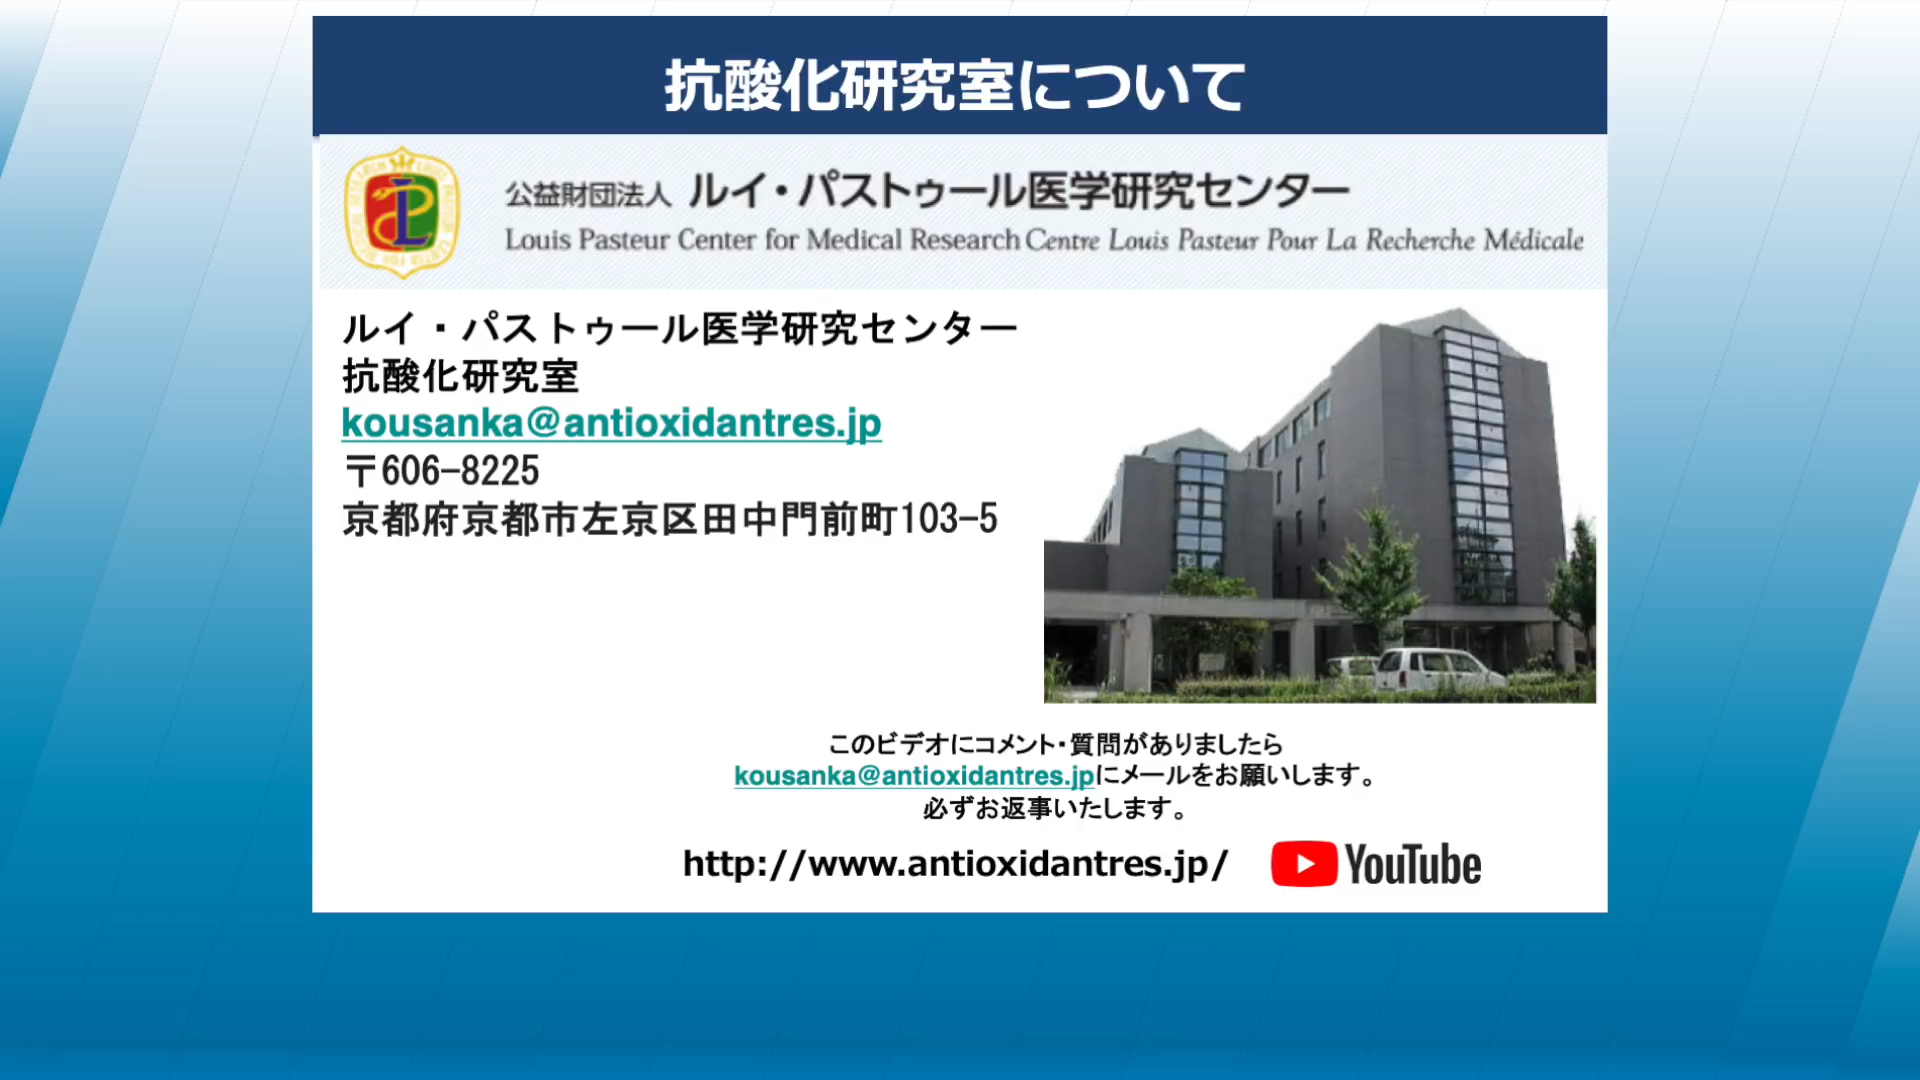 抗酸化研究室について
公益財団法人 ルイ・パストゥール医学研究センター
Louis Pasteur Center for Medical Research Centre Louis Pasteur Pour La Recherche Médicale
ルイ・パストゥール医学研究センター
抗酸化研究室
kousanka@antioxidantres.jp
〒606-8225
京都府京都市左京区田中門前町103-5
このビデオにコメント・質問がありましたら
kousanka@antioxidantres.jpにメールをお願いします。
必ずお返事いたします。
http://www.antioxidantres.jp/ YouTube